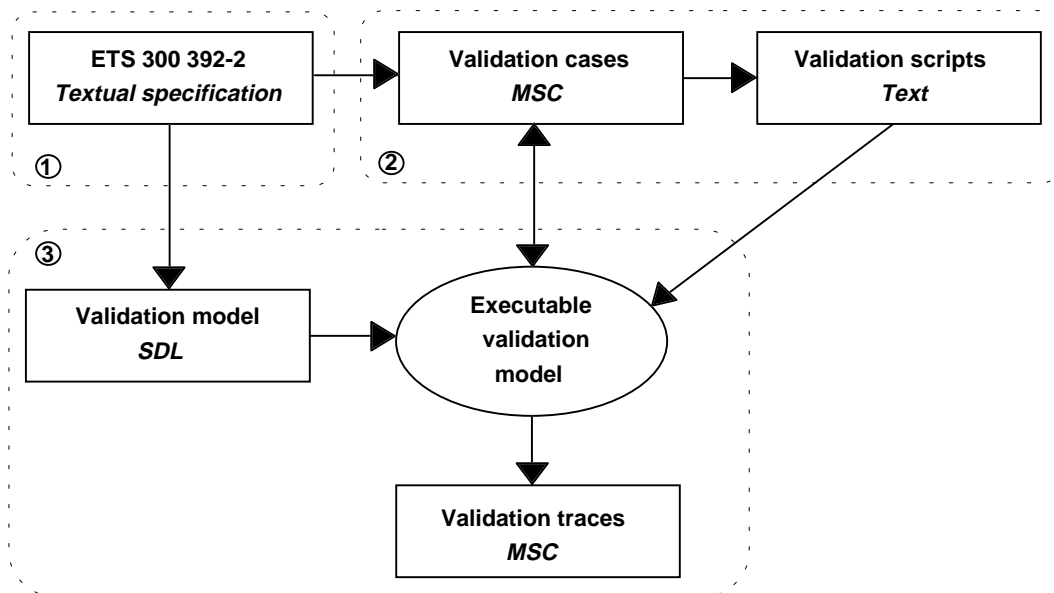 ETS 300 392-2
Textual specification
Validation cases
MSC
Validation scripts
Text
①
②
③
Validation model
SDL
Executable
validation
model
Validation traces
MSC